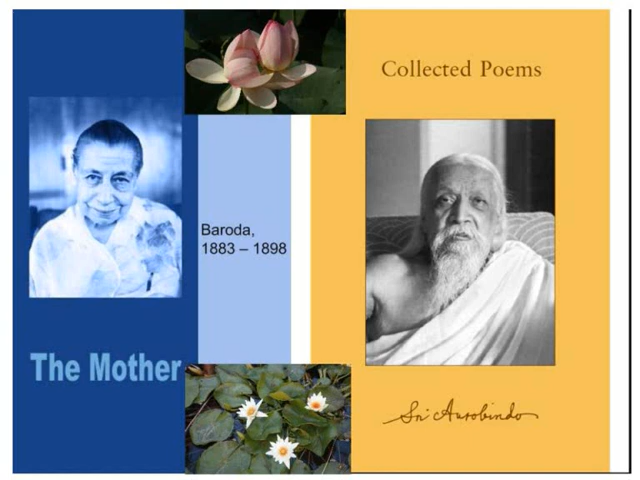 The Mother
Baroda,
1883 – 1898
Collected Poems
Sri Aurobindo